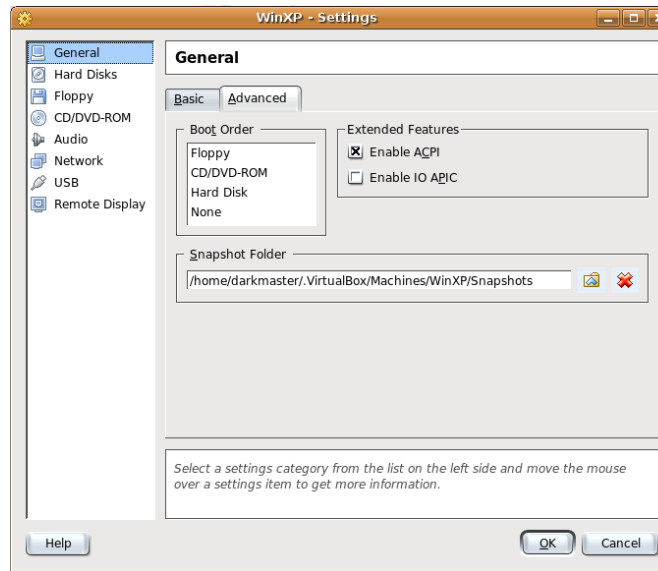 WinXP - Settings
General
Hard Disks
Floppy
CD/DVD-ROM
Audio
Network
USB
Remote Display
General
Basic
Advanced
Boot Order
Floppy
CD/DVD-ROM
Hard Disk
None
Extended Features
Enable ACPI
Enable IO APIC
Snapshot Folder
/home/darkmaster/.VirtualBox/Machines/WinXP/Snapshots
Select a settings category from the list on the left side and move the mouse
over a settings item to get more information.
Help
OK
Cancel